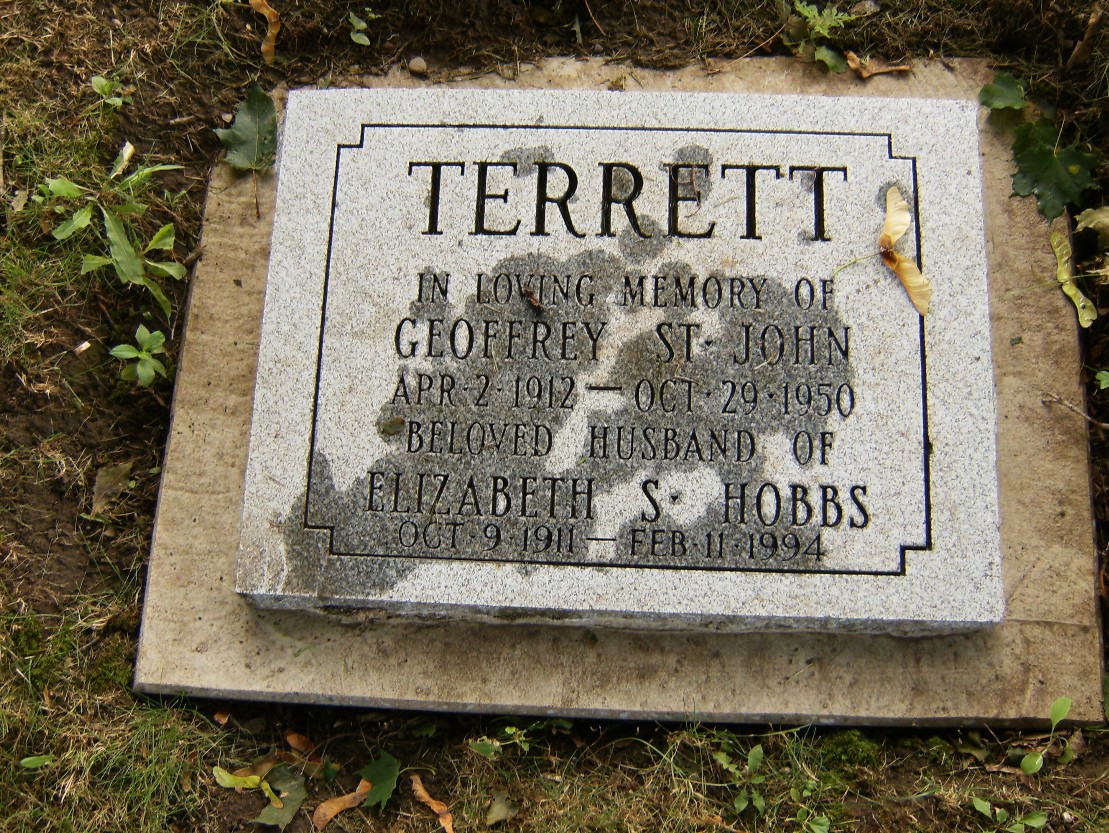 TERRETT
IN LOVING MEMORY OF
GEOFFREY ST· JOHN
APR·2·1912 — OCT·29·1950
BELOVED HUSBAND OF
ELIZABETH S· HOBBS
OCT·9·1911 — FEB·11·1994